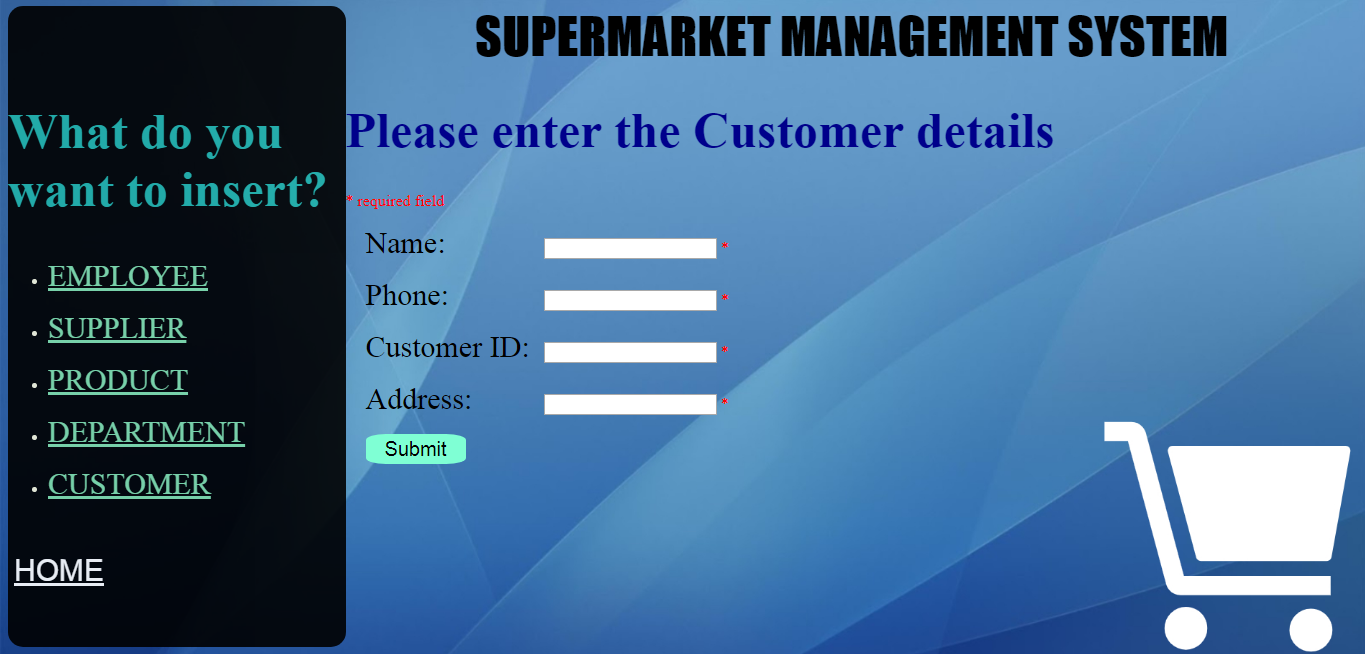 SUPERMARKET MANAGEMENT SYSTEM
What do you
want to insert?
EMPLOYEE
SUPPLIER
PRODUCT
DEPARTMENT
CUSTOMER
HOME
Please enter the Customer details
* required field
Name: *
Phone: *
Customer ID: *
Address: *
Submit